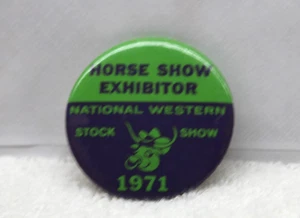 HORSE SHOW
EXHIBITOR
NATIONAL WESTERN
STOCK SHOW
1971